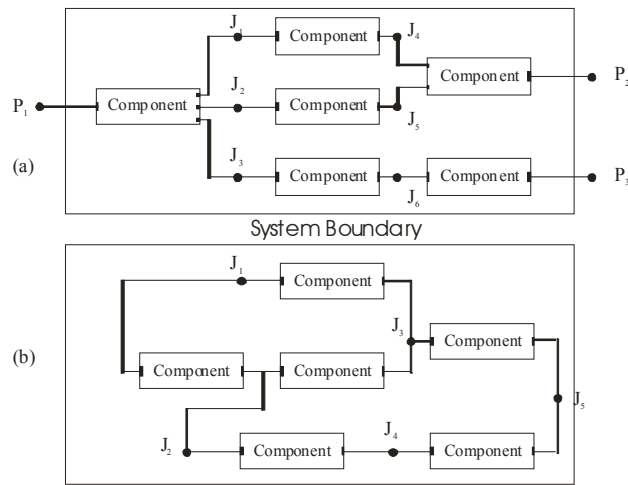 J₁ J₄
Component Component
J₂ P₂
P₁ Component Component Component
J₅
J₃
(a)
Component Component P₃
J₆
System Boundary
J₁
Component
J₃
Component
(b)
Component Component
J₅
J₂ J₄
Component Component